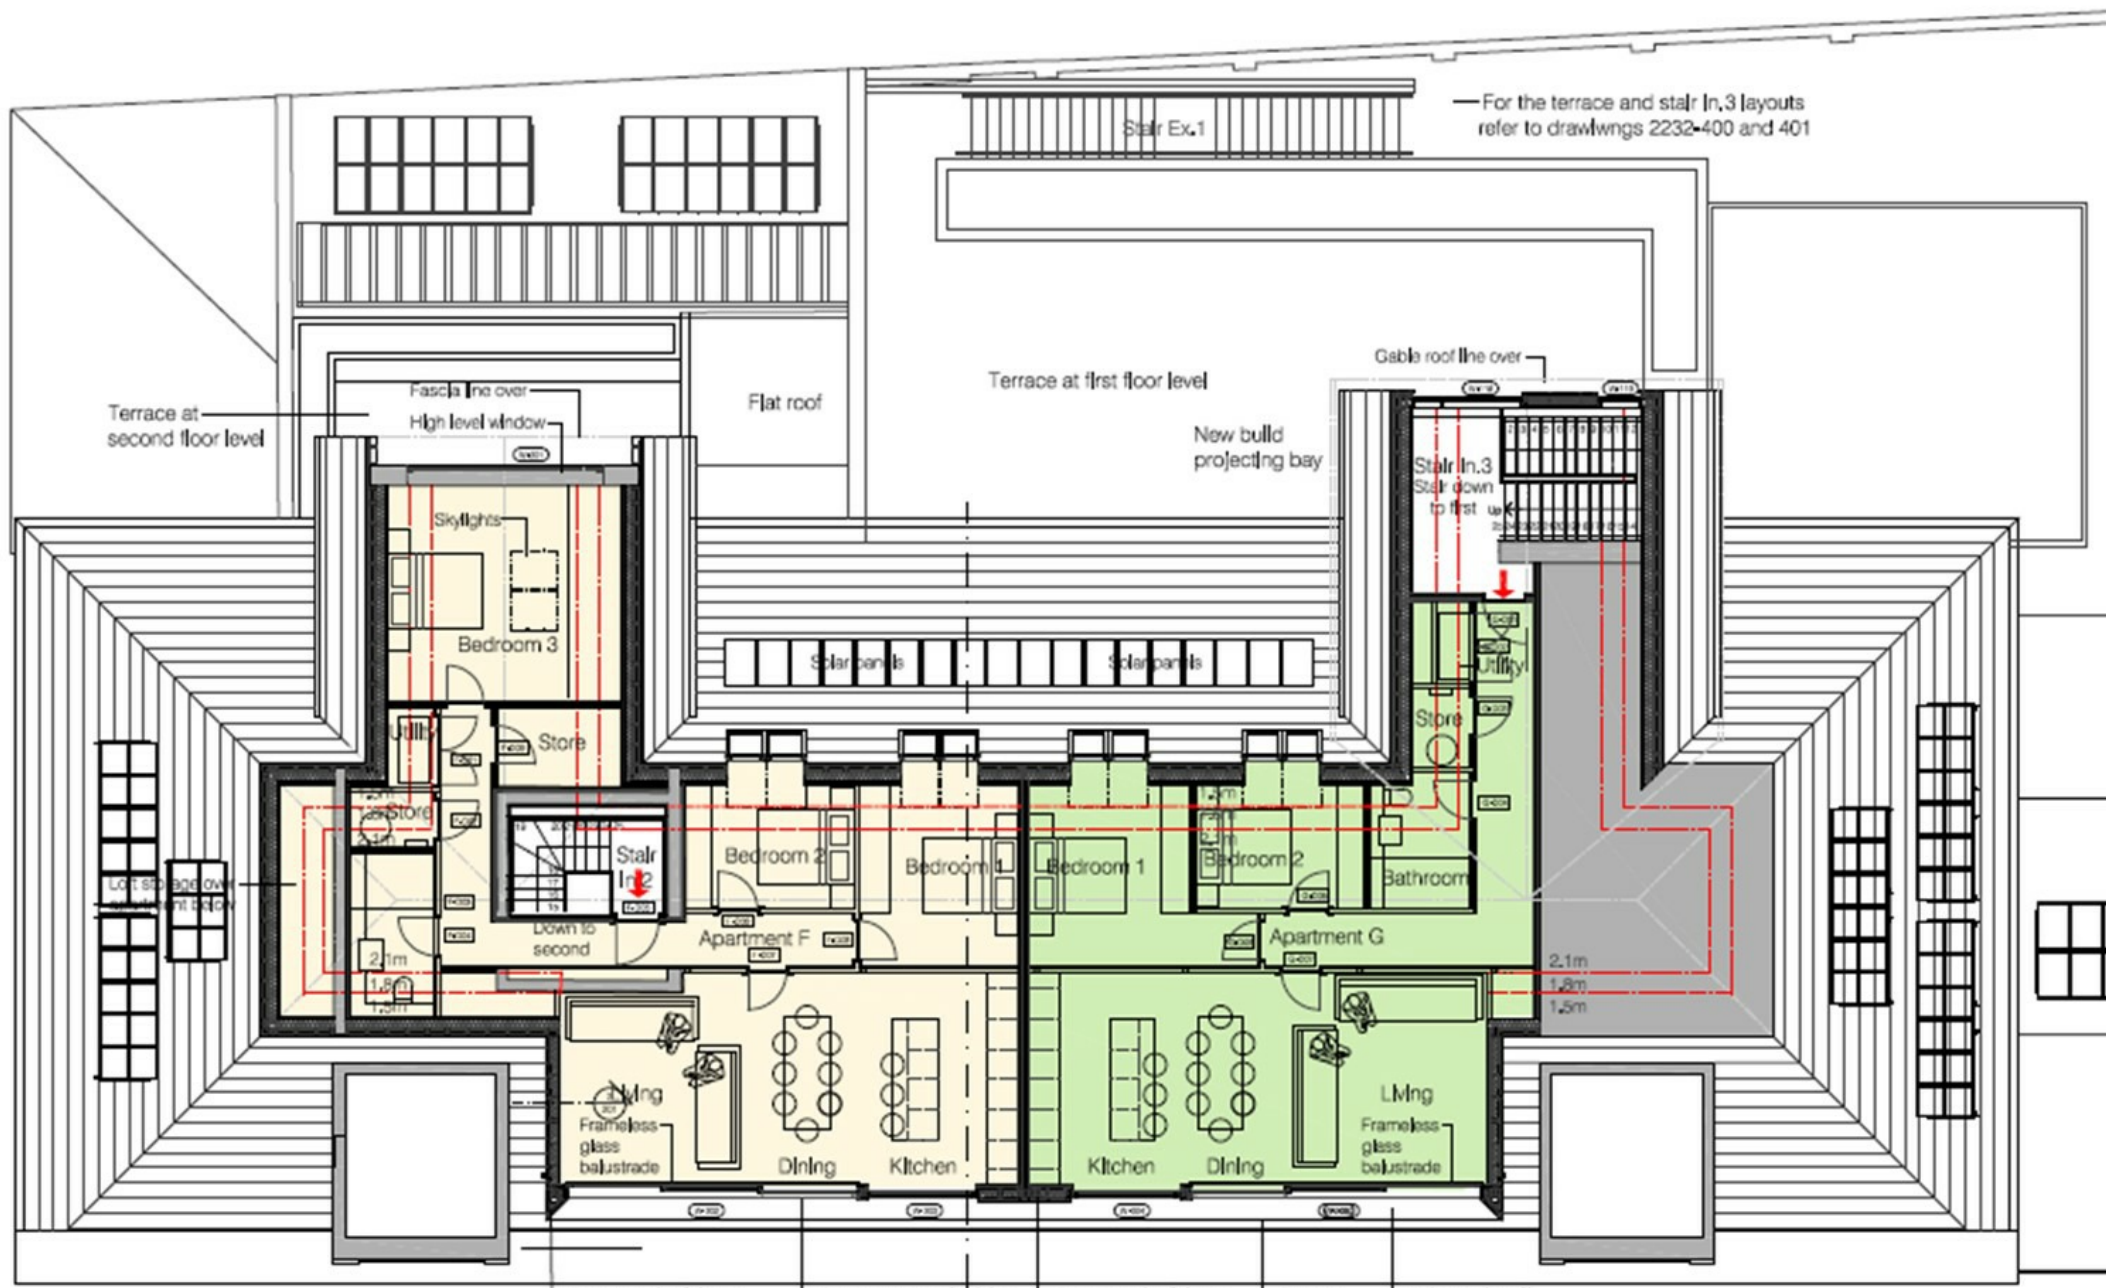 Stair Ex.1
For the terrace and stair In.3 layouts
refer to drawiwngs 2232-400 and 401
Gable roof line over
Terrace at first floor level
Fascia line over
High level window
Flat roof
Terrace at
second floor level
New build
projecting bay
Stair In.3
Stair down
to first
Up
Skylights
Bedroom 3
Solar panels
Solar panels
Utility
Store
Utility
Store
Store
Stair
In.2
Bedroom 2
Bedroom 1
Bedroom 1
Bedroom 2
Bathroom
Loft storage over
apartment below
Down to
second
Apartment F
Apartment G
2.1m
1.8m
1.5m
2.1m
1.8m
1.5m
Living
Frameless
glass
balustrade
Dining
Kitchen
Kitchen
Dining
Living
Frameless
glass
balustrade